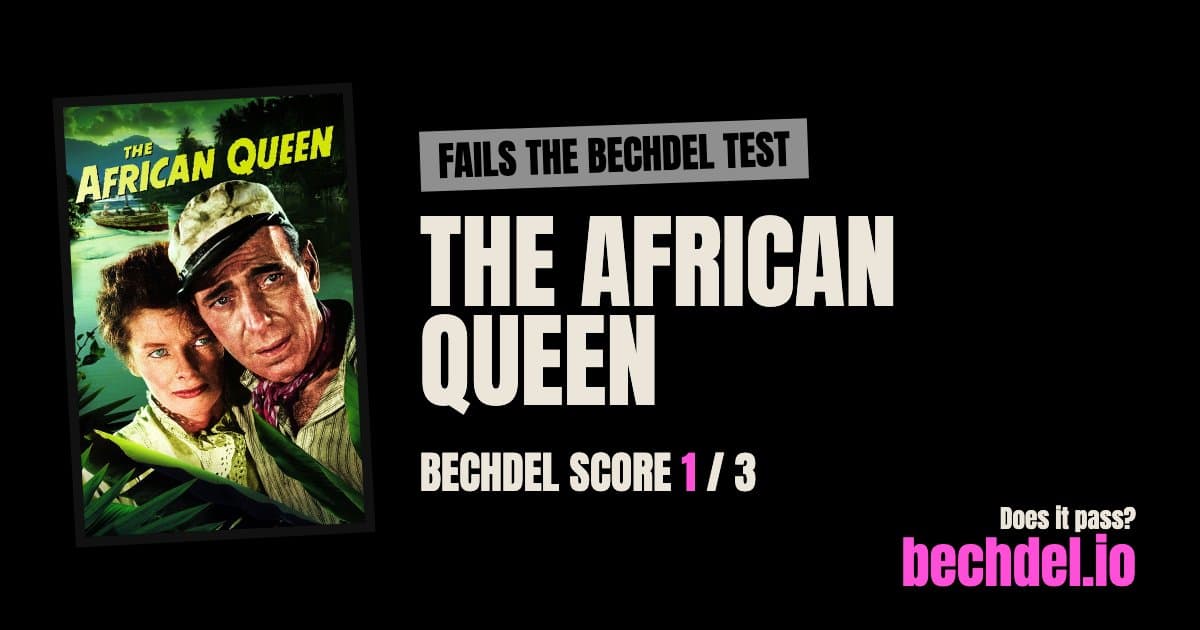 THE
AFRICAN QUEEN
FAILS THE BECHDEL TEST
THE AFRICAN
QUEEN
BECHDEL SCORE 1 / 3
Does it pass?
bechdel.io